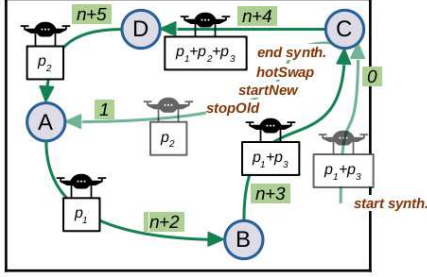 n+5
D
n+4
C
p2
p1+p2+p3
end synth.
hotSwap
startNew
stopOld
0
1
A
p2
p1+p3
p1+p3
p1
n+3
start synth.
n+2
B